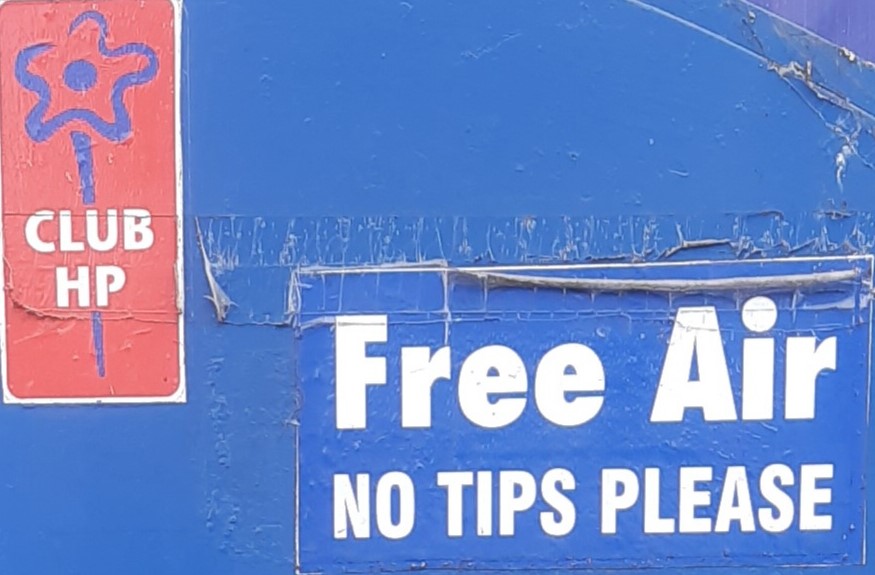 CLUB
HP
Free Air
NO TIPS PLEASE